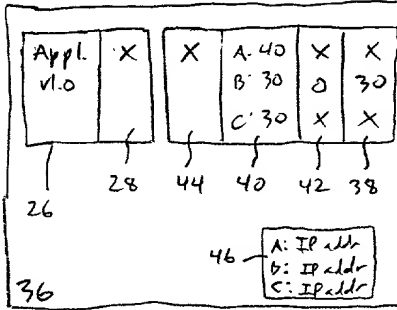 Appl. X X A: 40 X X
v1.0 B: 30 0 30
C: 30 X X
26 28 44 40 42 38
46 A: IP addr
B: IP addr
C: IP addr
36